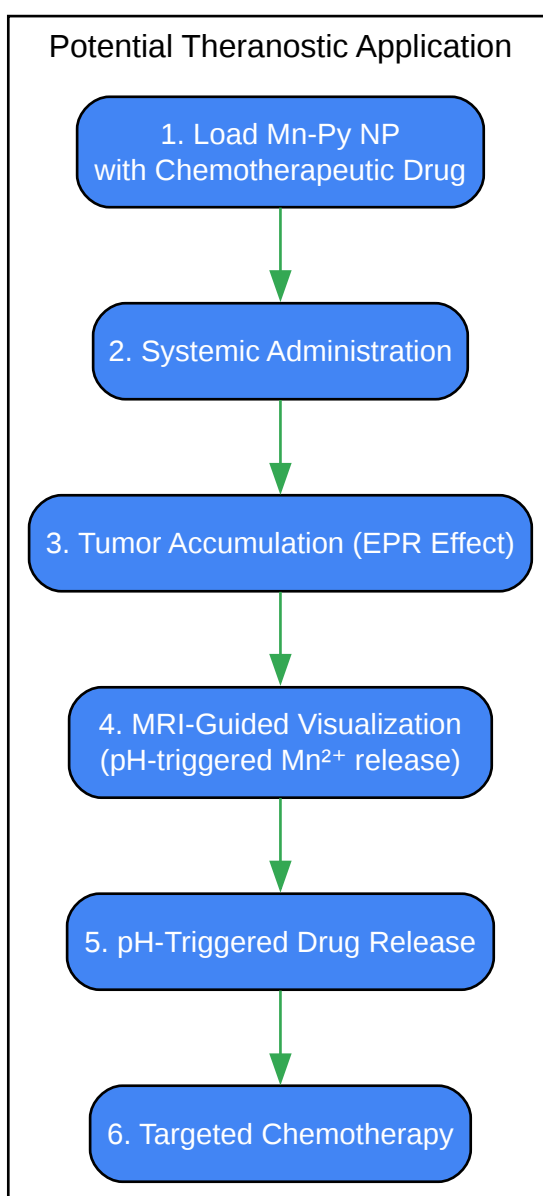 Potential Theranostic Application
1. Load Mn-Py NP
with Chemotherapeutic Drug
2. Systemic Administration
3. Tumor Accumulation (EPR Effect)
4. MRI-Guided Visualization
(pH-triggered Mn²⁺ release)
5. pH-Triggered Drug Release
6. Targeted Chemotherapy